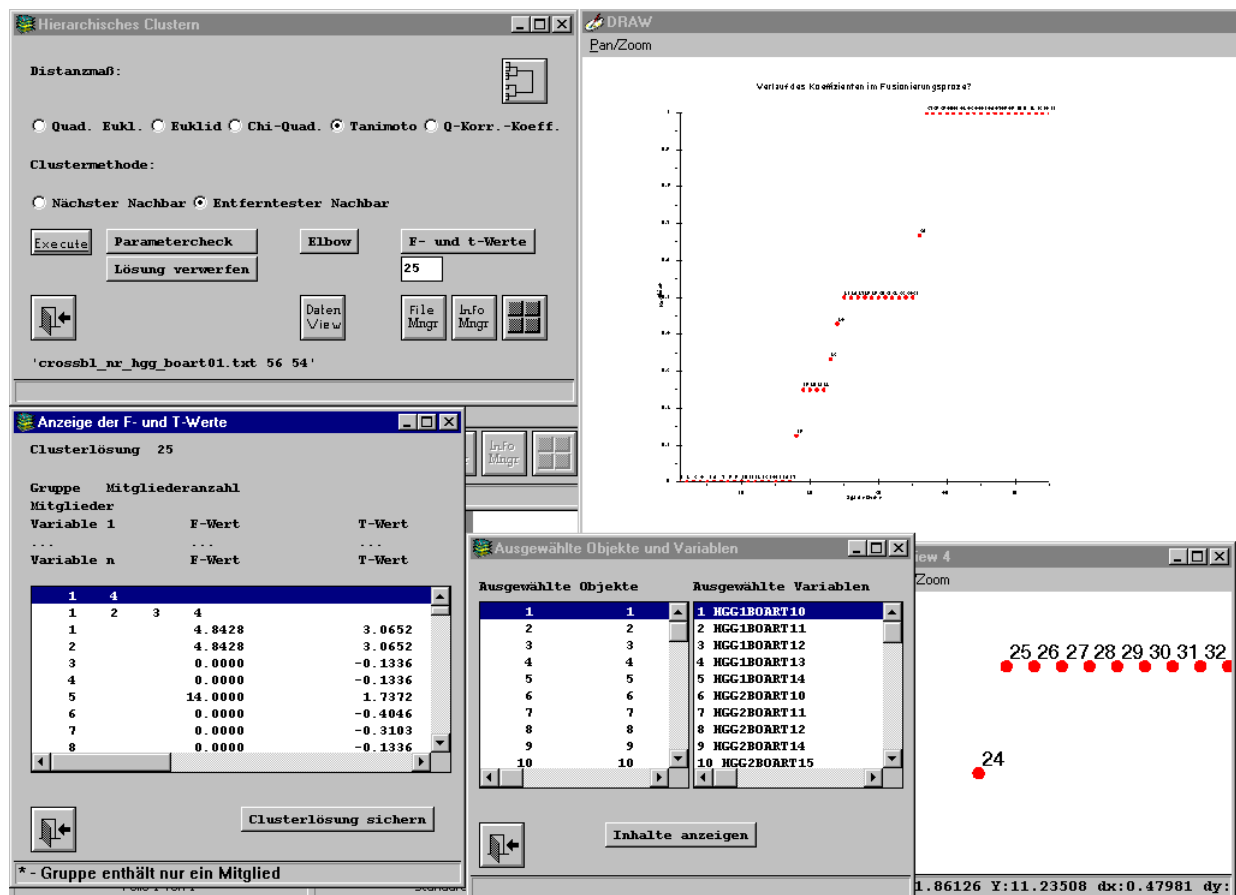 Hierarchisches Clustern
Distanzmaß:
Quad. Eukl. Euklid Chi-Quad. Tanimoto Q-Korr.-Koeff.
Clustermethode:
Nächster Nachbar Entferntester Nachbar
Execute Parametercheck Elbow F- und t-Werte
Lösung verwerfen 25
Daten View File Mngr Info Mngr
'crossbl_nr_hgg_boart01.txt 56 54'
DRAW
Pan/Zoom
Verlauf des Koeffizienten im Fusionierungsproze?
Info Mngr
Anzeige der F- und T-Werte
Clusterlösung 25
Gruppe Mitgliederanzahl
Mitglieder
Variable 1 F-Wert T-Wert
... ... ...
Variable n F-Wert T-Wert
1 4
1 2 3 4
1 4.8428 3.0652
2 4.8428 3.0652
3 0.0000 -0.1336
4 0.0000 -0.1336
5 14.0000 1.7372
6 0.0000 -0.4046
7 0.0000 -0.3103
8 0.0000 -0.1336
Clusterlösung sichern
* - Gruppe enthält nur ein Mitglied
Ausgewählte Objekte und Variablen
Ausgewählte Objekte Ausgewählte Variablen
1 1 1 HGG1BOART10
2 2 2 HGG1BOART11
3 3 3 HGG1BOART12
4 4 4 HGG1BOART13
5 5 5 HGG1BOART14
6 6 6 HGG2BOART10
7 7 7 HGG2BOART11
8 8 8 HGG2BOART12
9 9 9 HGG2BOART14
10 10 10 HGG2BOART15
Inhalte anzeigen
iew 4
Zoom
25 26 27 28 29 30 31 32
24
1.86126 Y:11.23508 dx:0.47981 dy: